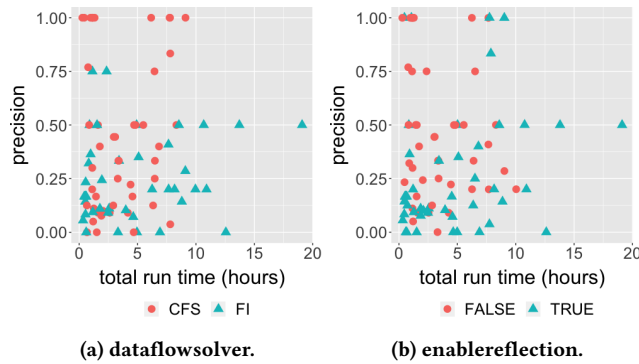 1.00
0.75
0.50
0.25
0.00
precision
0 5 10 15 20
total run time (hours)
CFS FI
(a) dataflowsolver.
1.00
0.75
0.50
0.25
0.00
precision
0 5 10 15 20
total run time (hours)
FALSE TRUE
(b) enablereflection.